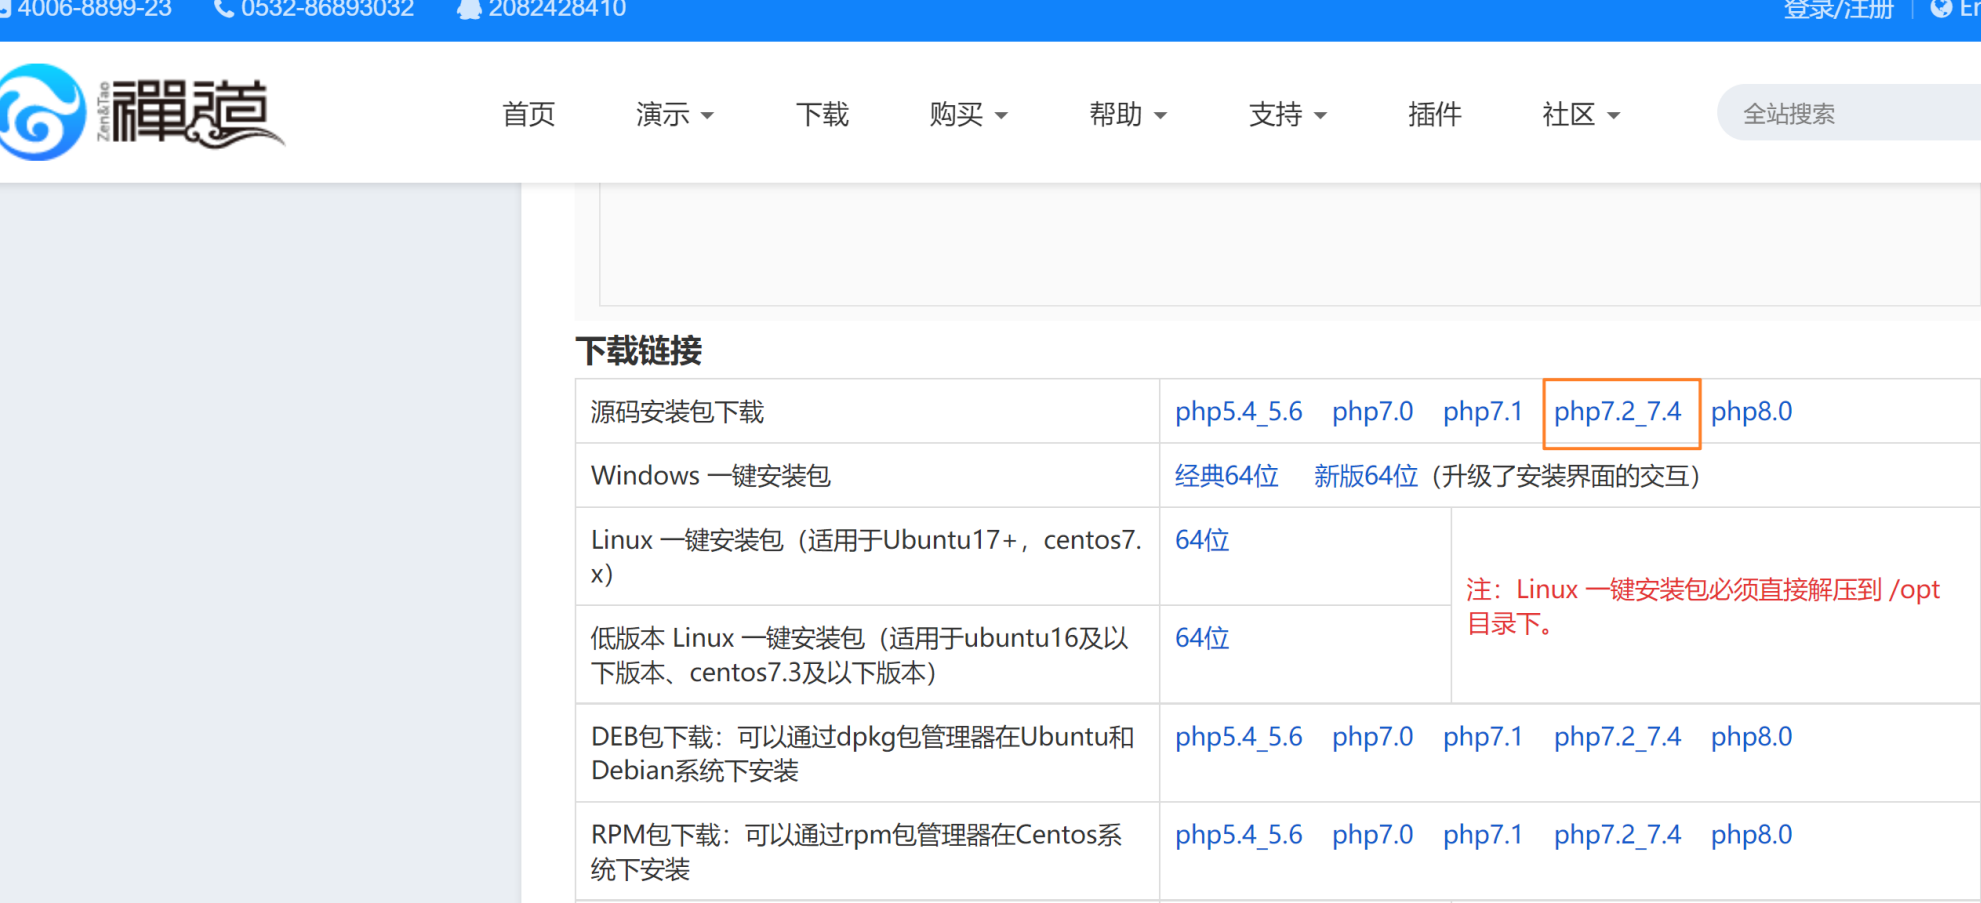 4006-8899-23 0532-86893032 2082428410 登录/注册 En
Zen&Tao 禪道 首页 演示 下载 购买 帮助 支持 插件 社区 全站搜索
下载链接
源码安装包下载 php5.4_5.6 php7.0 php7.1 php7.2_7.4 php8.0
Windows 一键安装包 经典64位 新版64位（升级了安装界面的交互）
Linux 一键安装包（适用于Ubuntu17+，centos7.
x） 64位
低版本 Linux 一键安装包（适用于ubuntu16及以
下版本、centos7.3及以下版本） 64位
注：Linux 一键安装包必须直接解压到 /opt
目录下。
DEB包下载：可以通过dpkg包管理器在Ubuntu和
Debian系统下安装 php5.4_5.6 php7.0 php7.1 php7.2_7.4 php8.0
RPM包下载：可以通过rpm包管理器在Centos系
统下安装 php5.4_5.6 php7.0 php7.1 php7.2_7.4 php8.0